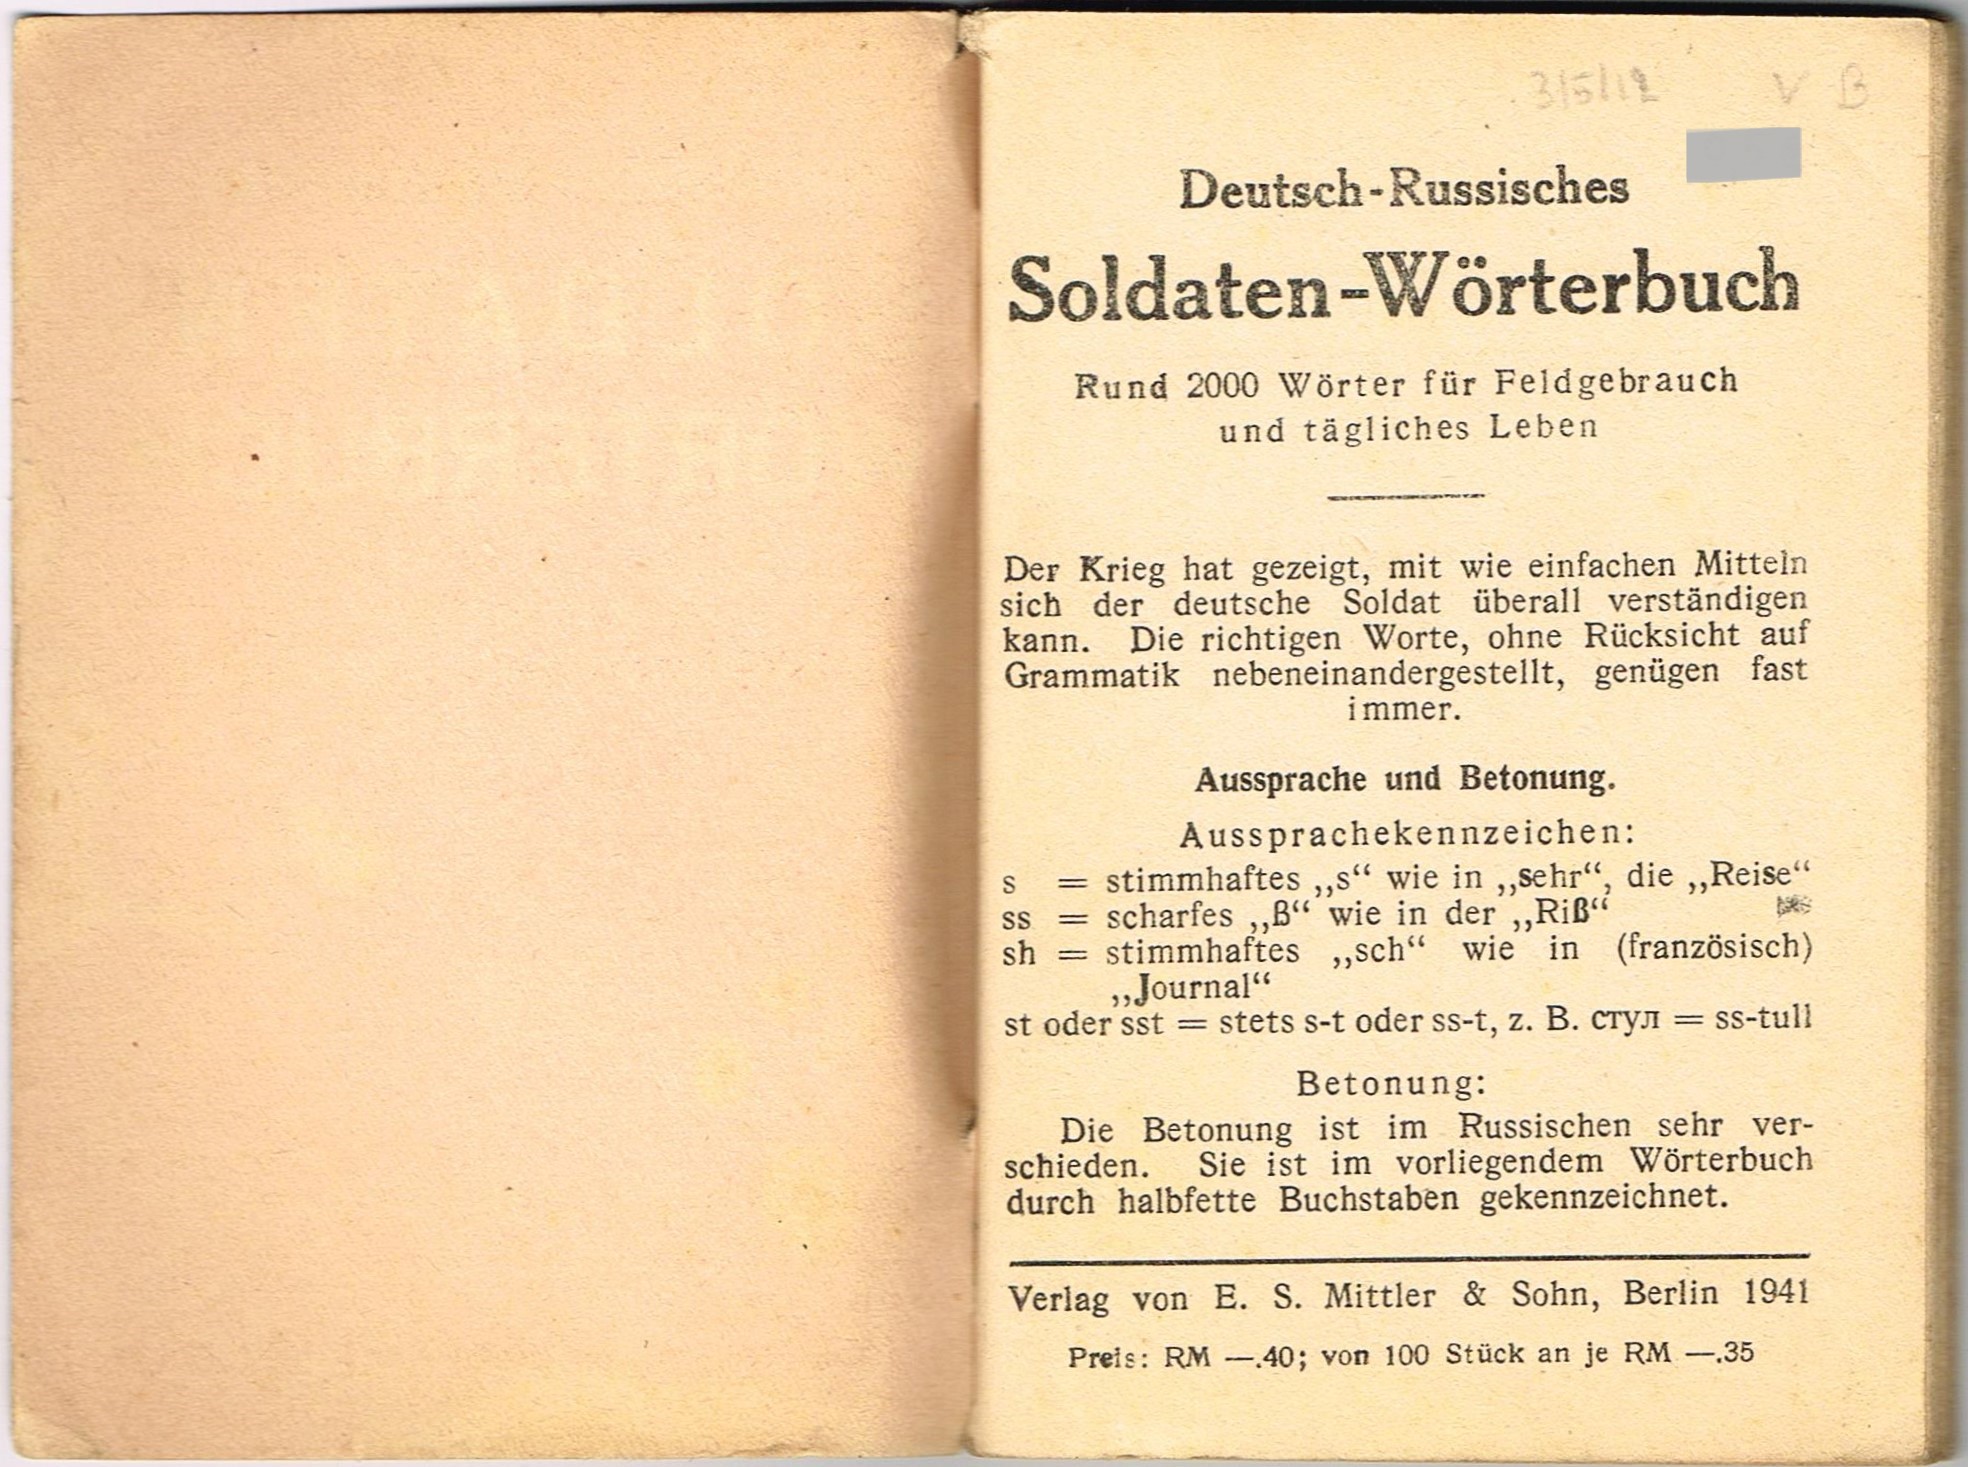 3/5/12 V B
Deutsch-Russisches
Soldaten-Wörterbuch
Rund 2000 Wörter für Feldgebrauch
und tägliches Leben
Der Krieg hat gezeigt, mit wie einfachen Mitteln
sich der deutsche Soldat überall verständigen
kann. Die richtigen Worte, ohne Rücksicht auf
Grammatik nebeneinandergestellt, genügen fast
immer.
Aussprache und Betonung.
Aussprachekennzeichen:
s = stimmhaftes „s“ wie in „sehr“, die „Reise“
ss = scharfes „ß“ wie in der „Riß“
sh = stimmhaftes „sch“ wie in (französisch)
„Journal“
st oder sst = stets s-t oder ss-t, z. B. стул = ss-tull
Betonung:
Die Betonung ist im Russischen sehr ver-
schieden. Sie ist im vorliegendem Wörterbuch
durch halbfette Buchstaben gekennzeichnet.
Verlag von E. S. Mittler & Sohn, Berlin 1941
Preis: RM —.40; von 100 Stück an je RM —.35